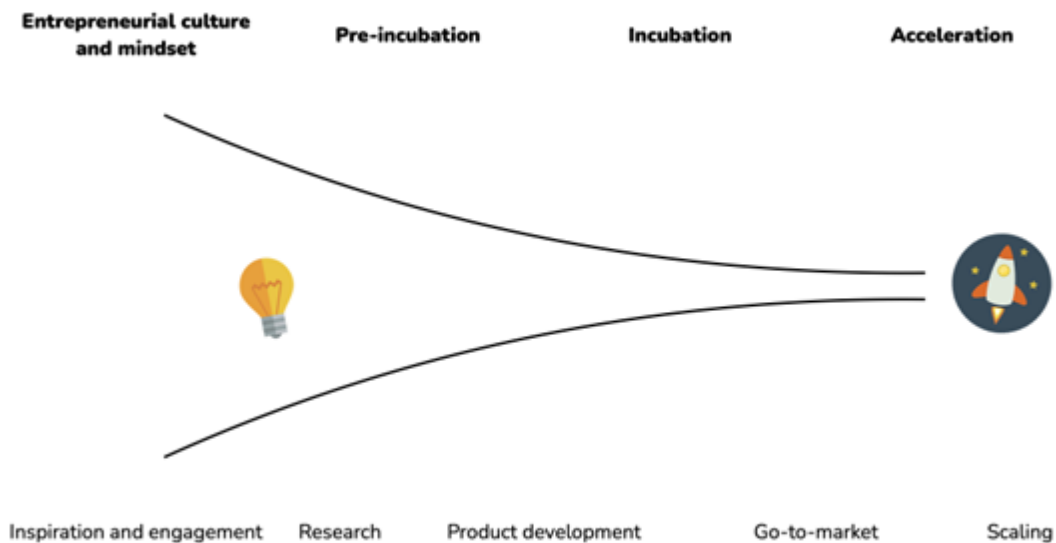 Entrepreneurial culture
and mindset
Pre-incubation
Incubation
Acceleration
Inspiration and engagement
Research
Product development
Go-to-market
Scaling